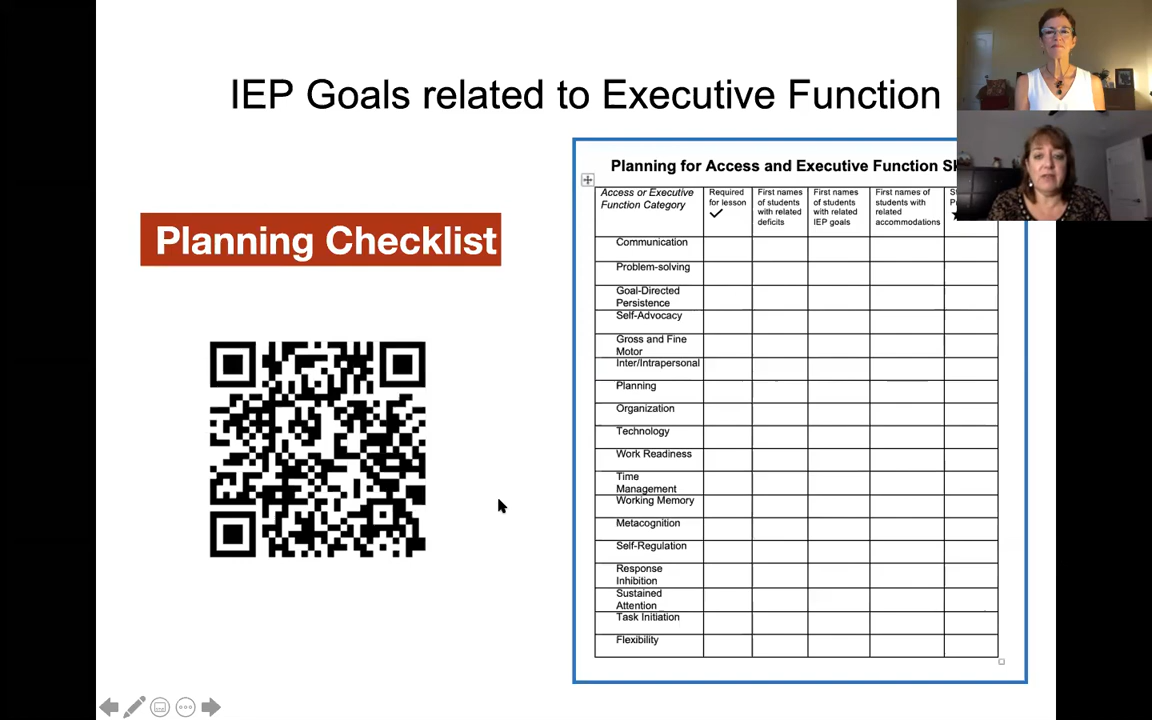 IEP Goals related to Executive Function
Planning Checklist
Planning for Access and Executive Function
Access or Executive
Function Category
Required
for lesson
First names
of students
with related
deficits
First names
of students
with related
IEP goals
First names of
students with
related
accommodations
Communication
Problem-solving
Goal-Directed
Persistence
Self-Advocacy
Gross and Fine
Motor
Inter/Intrapersonal
Planning
Organization
Technology
Work Readiness
Time
Management
Working Memory
Metacognition
Self-Regulation
Response
Inhibition
Sustained
Attention
Task Initiation
Flexibility